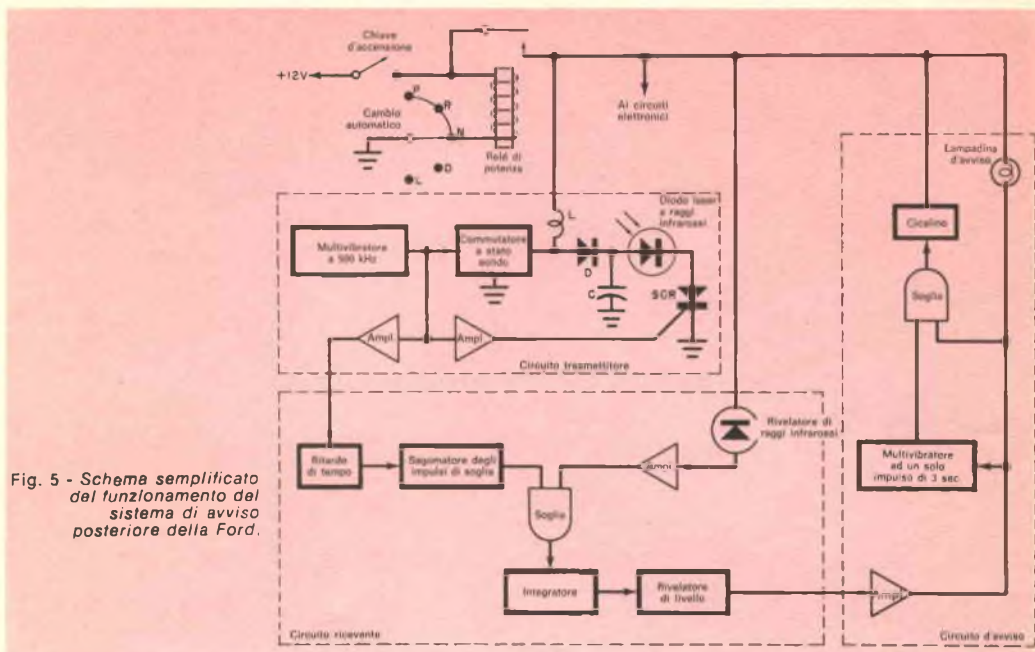 Chiave
d'accensione
+12V
P
R
N
D
L
Cambio
automatico
Relé di
potenza
Ai circuiti
elettronici
Lampadina
d'avviso
Multivibratore
a 500 kHz
Commutatore
a stato
solido
L
D
C
Diodo laser
a raggi
infrarossi
SCR
Ampl.
Ampl.
Circuito trasmettitore
Cicalino
Soglia
Multivibratore
ad un solo
impulso di 3 sec.
Ritardo
di tempo
Sagomatore degli
impulsi di soglia
Ampl.
Rivelatore di
raggi infrarossi
Soglia
Integratore
Rivelatore
di livello
Ampl.
Circuito ricevente
Circuito d'avviso
Fig. 5 - Schema semplificato
del funzionamento del
sistema di avviso
posteriore della Ford.